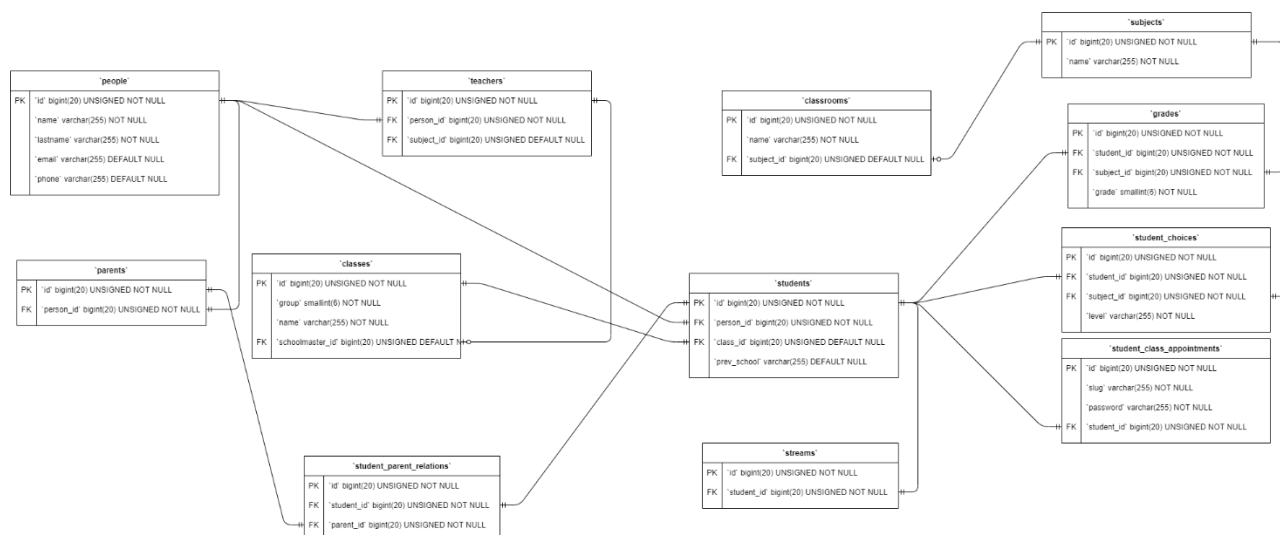 `people`
PK `id` bigint(20) UNSIGNED NOT NULL
`name` varchar(255) NOT NULL
`lastname` varchar(255) NOT NULL
`email` varchar(255) DEFAULT NULL
`phone` varchar(255) DEFAULT NULL
`teachers`
PK `id` bigint(20) UNSIGNED NOT NULL
FK `person_id` bigint(20) UNSIGNED NOT NULL
FK `subject_id` bigint(20) UNSIGNED DEFAULT NULL
`classrooms`
PK `id` bigint(20) UNSIGNED NOT NULL
`name` varchar(255) NOT NULL
FK `subject_id` bigint(20) UNSIGNED DEFAULT NULL
`subjects`
PK `id` bigint(20) UNSIGNED NOT NULL
`name` varchar(255) NOT NULL
`grades`
PK `id` bigint(20) UNSIGNED NOT NULL
FK `student_id` bigint(20) UNSIGNED NOT NULL
FK `subject_id` bigint(20) UNSIGNED NOT NULL
`grade` smallint(6) NOT NULL
`parents`
PK `id` bigint(20) UNSIGNED NOT NULL
FK `person_id` bigint(20) UNSIGNED NOT NULL
`classes`
PK `id` bigint(20) UNSIGNED NOT NULL
`group` smallint(6) NOT NULL
`name` varchar(255) NOT NULL
FK `schoolmaster_id` bigint(20) UNSIGNED DEFAULT N
`students`
PK `id` bigint(20) UNSIGNED NOT NULL
FK `person_id` bigint(20) UNSIGNED NOT NULL
FK `class_id` bigint(20) UNSIGNED DEFAULT NULL
`prev_school` varchar(255) DEFAULT NULL
`student_choices`
PK `id` bigint(20) UNSIGNED NOT NULL
FK `student_id` bigint(20) UNSIGNED NOT NULL
FK `subject_id` bigint(20) UNSIGNED NOT NULL
`level` varchar(255) NOT NULL
`student_class_appointments`
PK `id` bigint(20) UNSIGNED NOT NULL
`slug` varchar(255) NOT NULL
`password` varchar(255) NOT NULL
FK `student_id` bigint(20) UNSIGNED NOT NULL
`student_parent_relations`
PK `id` bigint(20) UNSIGNED NOT NULL
FK `student_id` bigint(20) UNSIGNED NOT NULL
FK `parent_id` bigint(20) UNSIGNED NOT NULL
`streams`
PK `id` bigint(20) UNSIGNED NOT NULL
FK `student_id` bigint(20) UNSIGNED NOT NULL